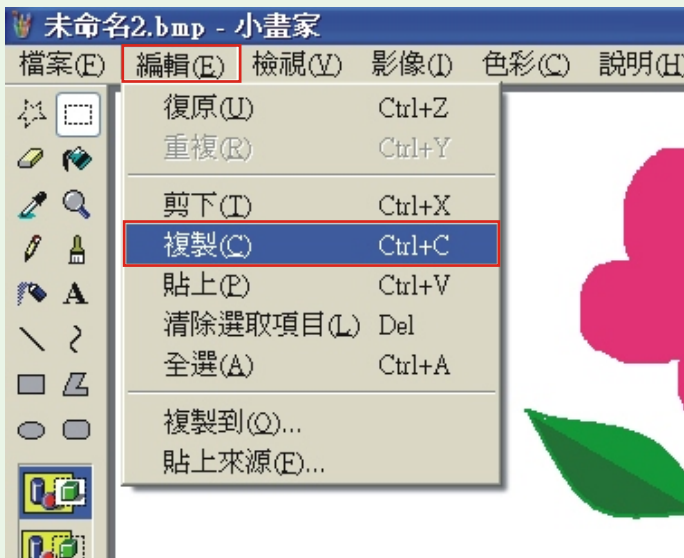 未命名2.bmp - 小畫家
檔案(F) 編輯(E) 檢視(V) 影像(I) 色彩(C) 說明(H)
復原(U) Ctrl+Z
重複(R) Ctrl+Y
剪下(T) Ctrl+X
複製(C) Ctrl+C
貼上(P) Ctrl+V
清除選取項目(L) Del
全選(A) Ctrl+A
複製到(O)...
貼上來源(F)...
A